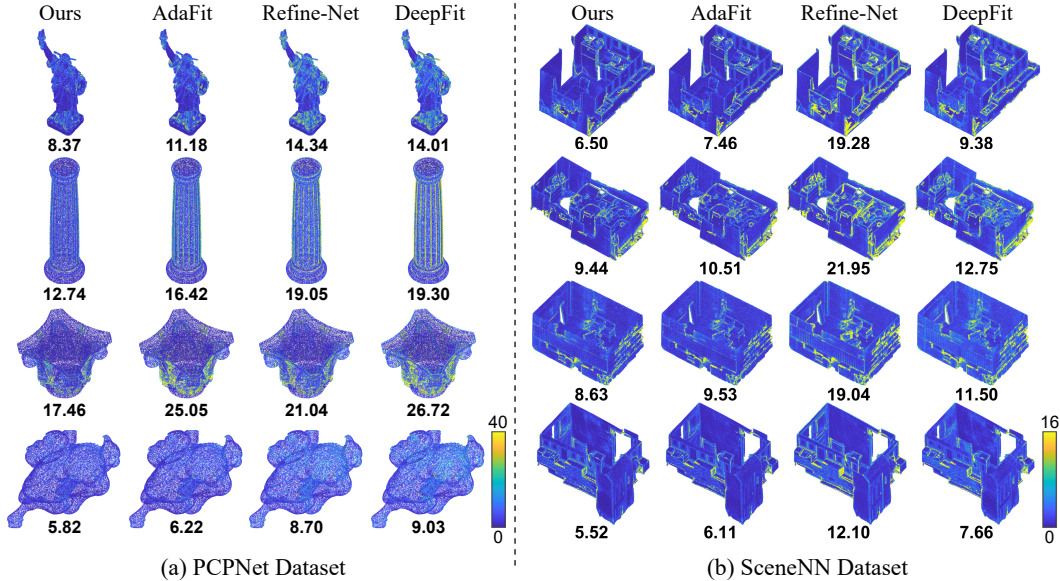 Ours AdaFit Refine-Net DeepFit
8.37 11.18 14.34 14.01
12.74 16.42 19.05 19.30
17.46 25.05 21.04 26.72
40
5.82 6.22 8.70 9.03
0
(a) PCPNet Dataset
Ours AdaFit Refine-Net DeepFit
6.50 7.46 19.28 9.38
9.44 10.51 21.95 12.75
8.63 9.53 19.04 11.50
16
5.52 6.11 12.10 7.66
0
(b) SceneNN Dataset